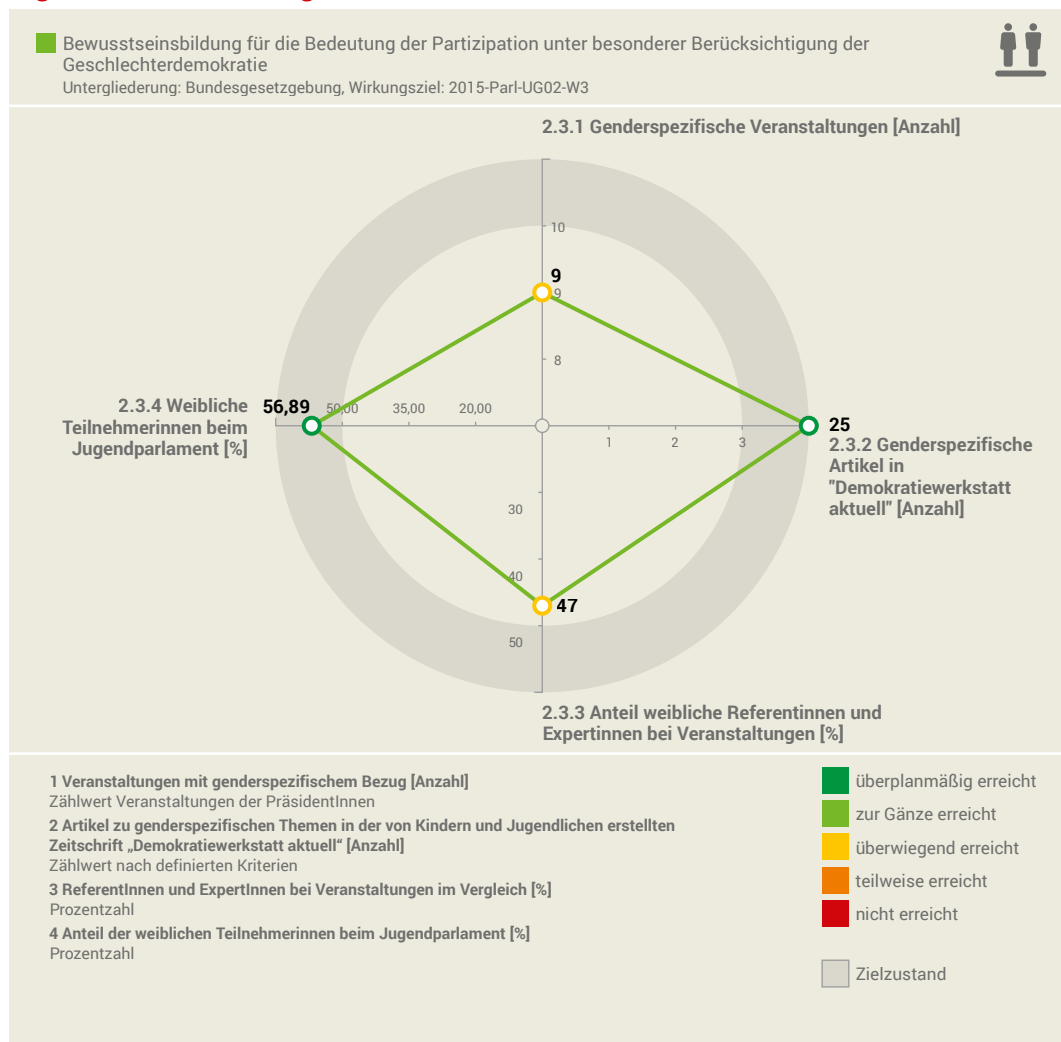 Bewusstseinsbildung für die Bedeutung der Partizipation unter besonderer Berücksichtigung der
Geschlechterdemokratie
Untergliederung: Bundesgesetzgebung, Wirkungsziel: 2015-Parl-UG02-W3
2.3.1 Genderspezifische Veranstaltungen [Anzahl]
10
9
9
8
2.3.4 Weibliche
Teilnehmerinnen beim
Jugendparlament [%]
56,89
50,00
35,00
20,00
1
2
3
25
2.3.2 Genderspezifische
Artikel in
"Demokratiewerkstatt
aktuell" [Anzahl]
30
40
47
50
2.3.3 Anteil weibliche Referentinnen und
Expertinnen bei Veranstaltungen [%]
1 Veranstaltungen mit genderspezifischem Bezug [Anzahl]
Zählwert Veranstaltungen der PräsidentInnen
2 Artikel zu genderspezifischen Themen in der von Kindern und Jugendlichen erstellten
Zeitschrift „Demokratiewerkstatt aktuell“ [Anzahl]
Zählwert nach definierten Kriterien
3 ReferentInnen und ExpertInnen bei Veranstaltungen im Vergleich [%]
Prozentzahl
4 Anteil der weiblichen Teilnehmerinnen beim Jugendparlament [%]
Prozentzahl
überplanmäßig erreicht
zur Gänze erreicht
überwiegend erreicht
teilweise erreicht
nicht erreicht
Zielzustand